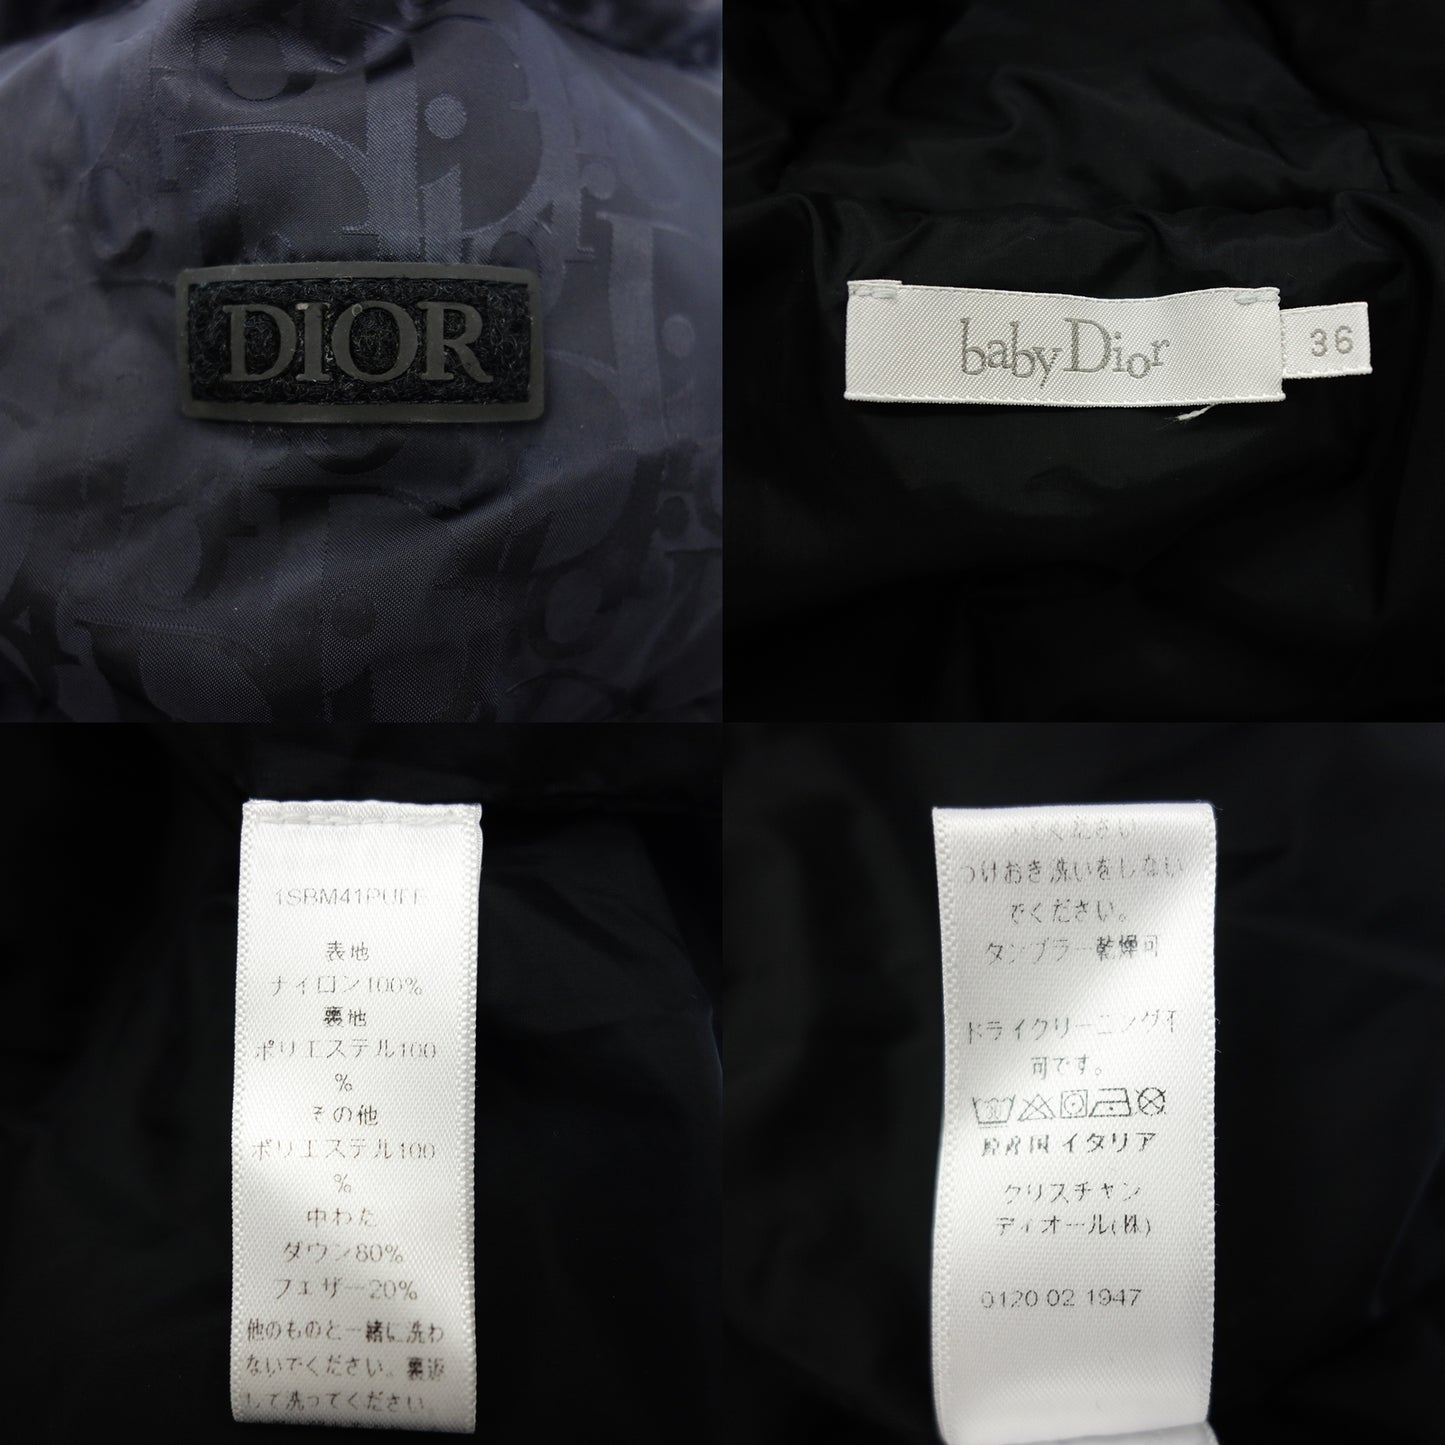 DIOR
baby Dior
36
1SBM41PUFF
表地
ナイロン100%
裏地
ポリエステル100
%
その他
ポリエステル100
%
中わた
ダウン80%
フェザー20%
他のものと一緒に洗わ
ないでください。裏返
して洗ってください。
つけおき洗いをしない
でください。
タンブラー乾燥可
ドライクリーニング不
可です。
原産国 イタリア
クリスチャン
ディオール(株)
0120 02 1947